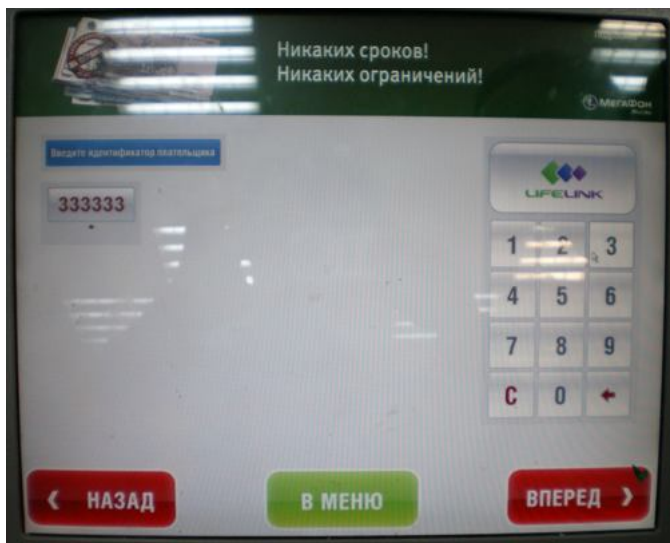 Никаких сроков!
Никаких ограничений!
МЕГАФОН
Введите идентификатор плательщика
333333
LIFELINK
1 2 3
4 5 6
7 8 9
С 0
НАЗАД
В МЕНЮ
ВПЕРЕД